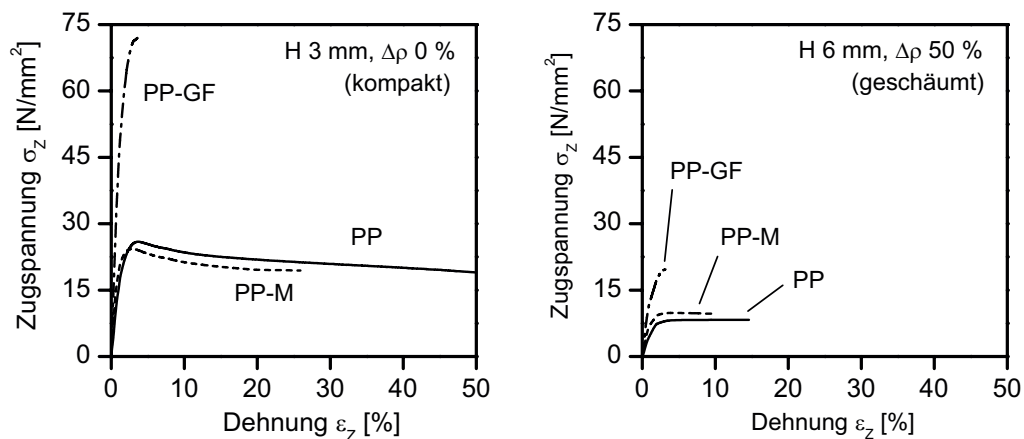 75
60
45
30
15
0
Zugspannung σZ [N/mm²]
H 3 mm, Δρ 0 %
(kompakt)
PP-GF
PP
PP-M
0 10 20 30 40 50
Dehnung εZ [%]
75
60
45
30
15
0
Zugspannung σZ [N/mm²]
H 6 mm, Δρ 50 %
(geschäumt)
PP-GF
PP-M
PP
0 10 20 30 40 50
Dehnung εZ [%]